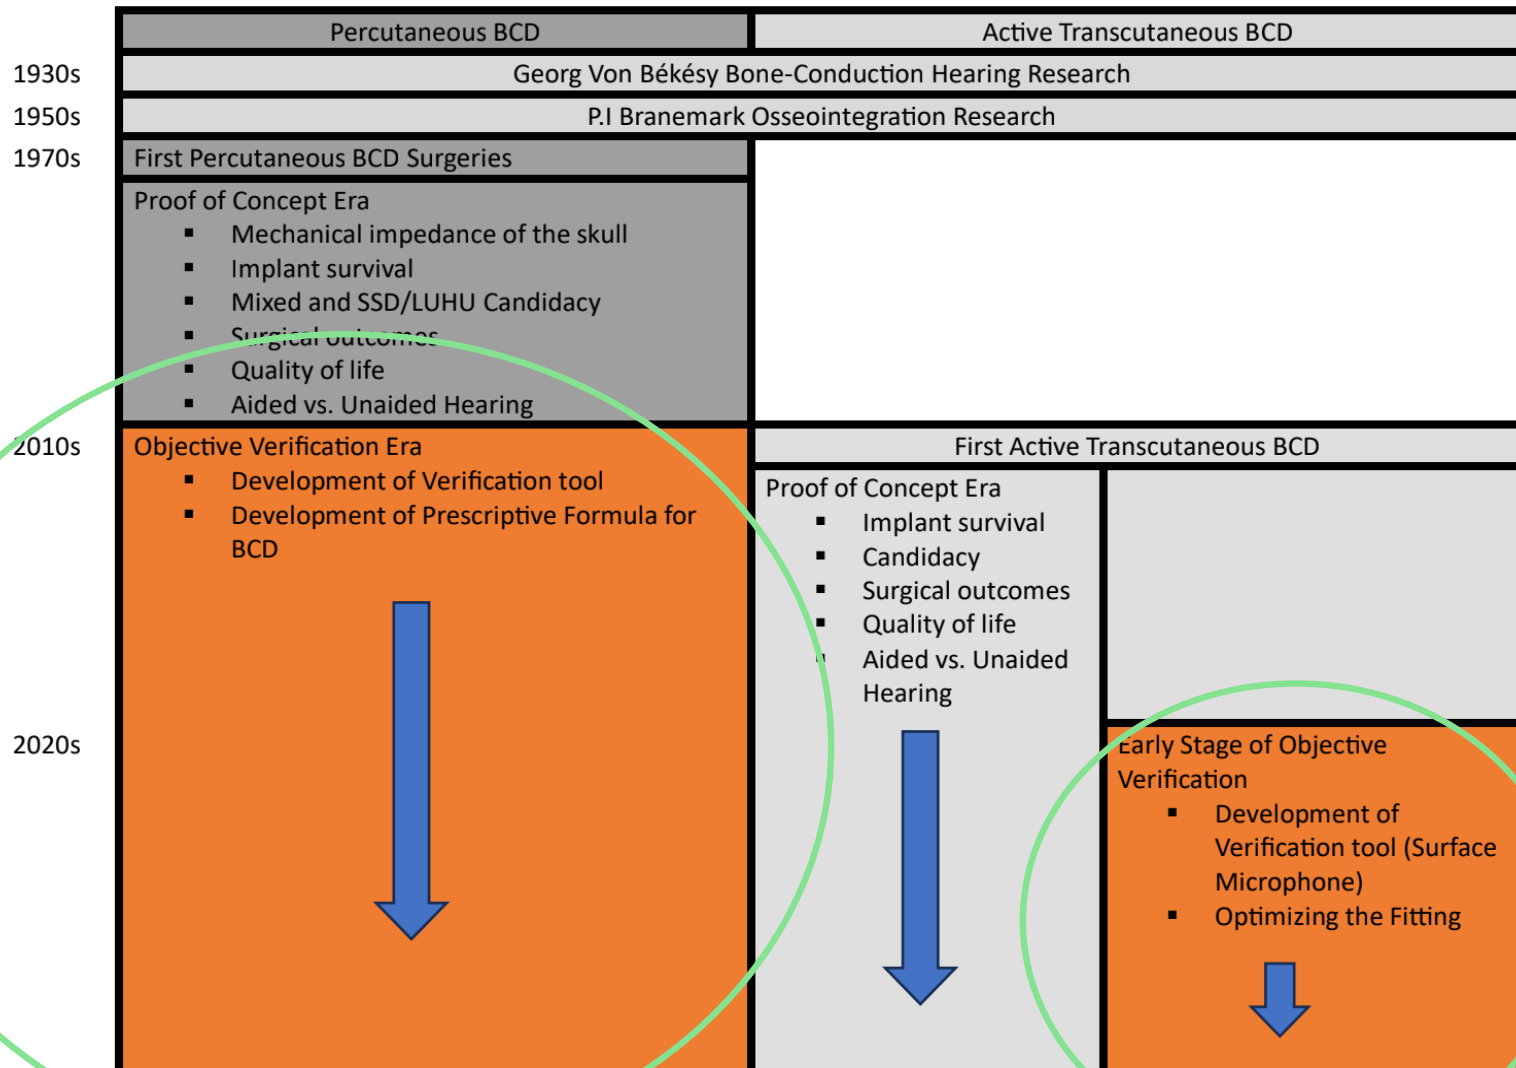 Percutaneous BCD
Active Transcutaneous BCD
1930s
Georg Von Békésy Bone-Conduction Hearing Research
1950s
P.I Branemark Osseointegration Research
1970s
First Percutaneous BCD Surgeries
Proof of Concept Era
▪ Mechanical impedance of the skull
▪ Implant survival
▪ Mixed and SSD/LUHU Candidacy
▪ Surgical outcomes
▪ Quality of life
▪ Aided vs. Unaided Hearing
2010s
Objective Verification Era
▪ Development of Verification tool
▪ Development of Prescriptive Formula for
BCD
First Active Transcutaneous BCD
Proof of Concept Era
▪ Implant survival
▪ Candidacy
▪ Surgical outcomes
▪ Quality of life
▪ Aided vs. Unaided
Hearing
2020s
Early Stage of Objective
Verification
▪ Development of
Verification tool (Surface
Microphone)
▪ Optimizing the Fitting